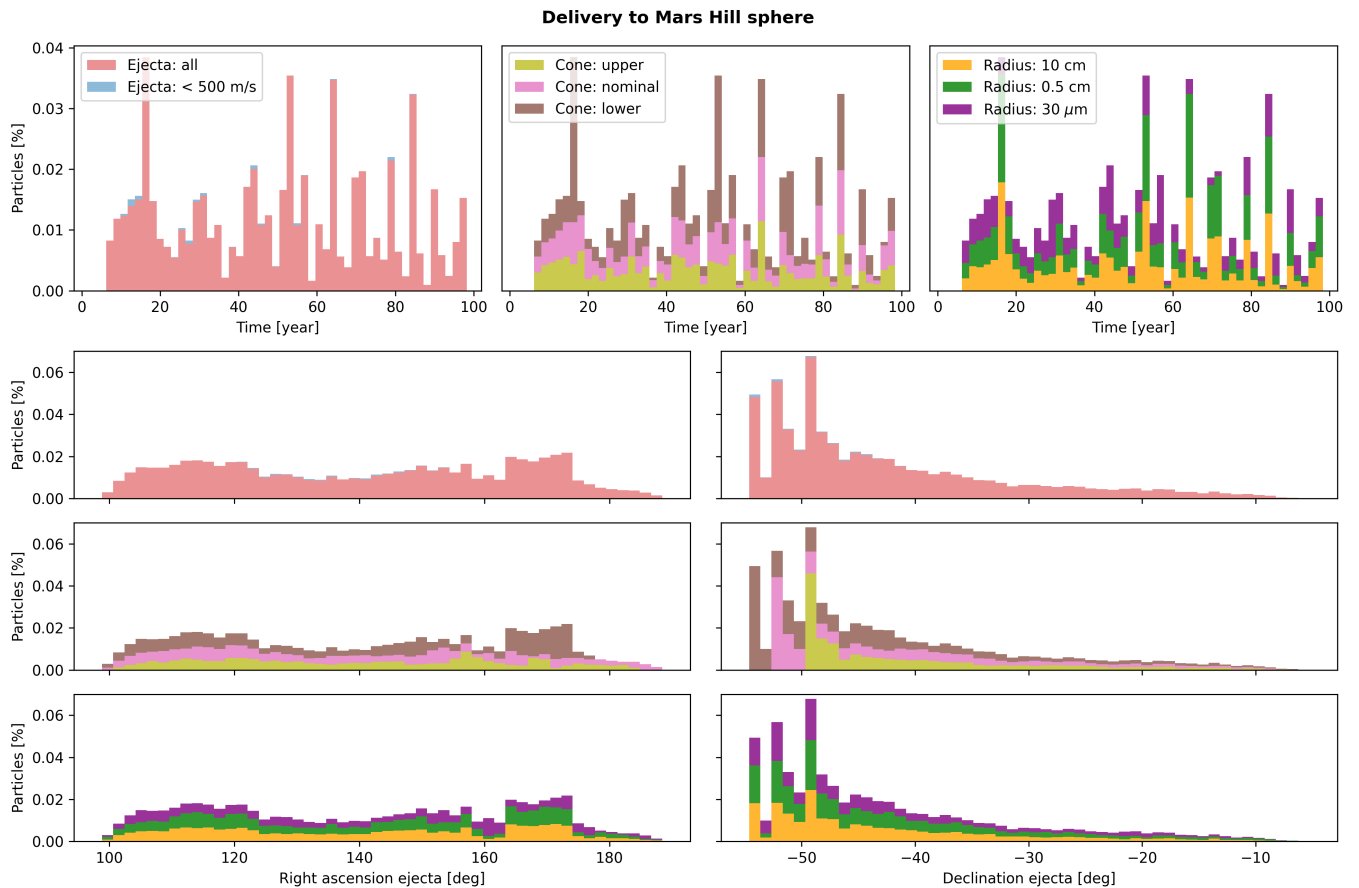 Delivery to Mars Hill sphere
Particles [%]
0.04
0.03
0.02
0.01
0.00
Ejecta: all
Ejecta: < 500 m/s
0 20 40 60 80 100
Time [year]
Cone: upper
Cone: nominal
Cone: lower
0 20 40 60 80 100
Time [year]
Radius: 10 cm
Radius: 0.5 cm
Radius: 30 μm
0 20 40 60 80 100
Time [year]
Particles [%]
0.06
0.04
0.02
0.00
Particles [%]
0.06
0.04
0.02
0.00
Particles [%]
0.06
0.04
0.02
0.00
100 120 140 160 180
Right ascension ejecta [deg]
−50 −40 −30 −20 −10
Declination ejecta [deg]